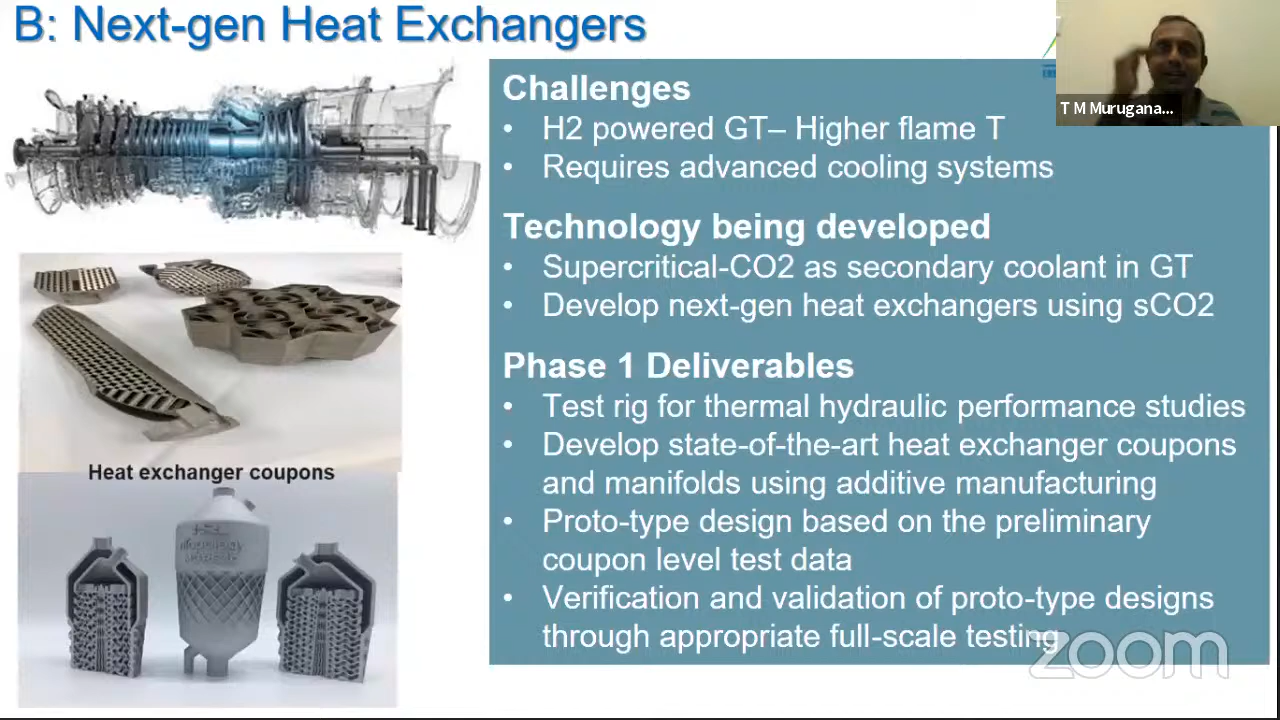 B: Next-gen Heat Exchangers
T M Murugana...
Challenges
• H2 powered GT– Higher flame T
• Requires advanced cooling systems
Technology being developed
• Supercritical-CO2 as secondary coolant in GT
• Develop next-gen heat exchangers using sCO2
Phase 1 Deliverables
• Test rig for thermal hydraulic performance studies
• Develop state-of-the-art heat exchanger coupons
and manifolds using additive manufacturing
• Proto-type design based on the preliminary
coupon level test data
• Verification and validation of proto-type designs
through appropriate full-scale testing
Heat exchanger coupons
zoom